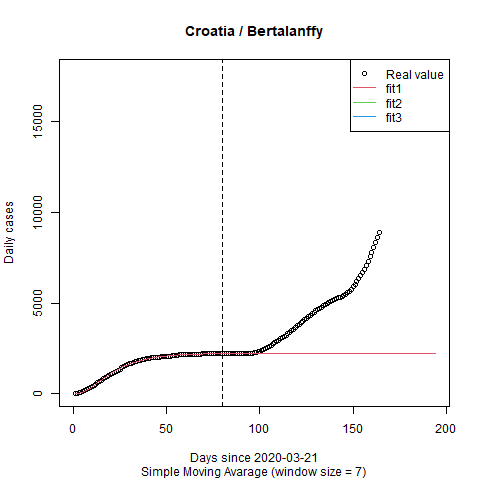 Croatia / Bertalanffy
Real value
fit1
fit2
fit3
Daily cases
15000
10000
5000
0
0 50 100 150 200
Days since 2020-03-21
Simple Moving Avarage (window size = 7)